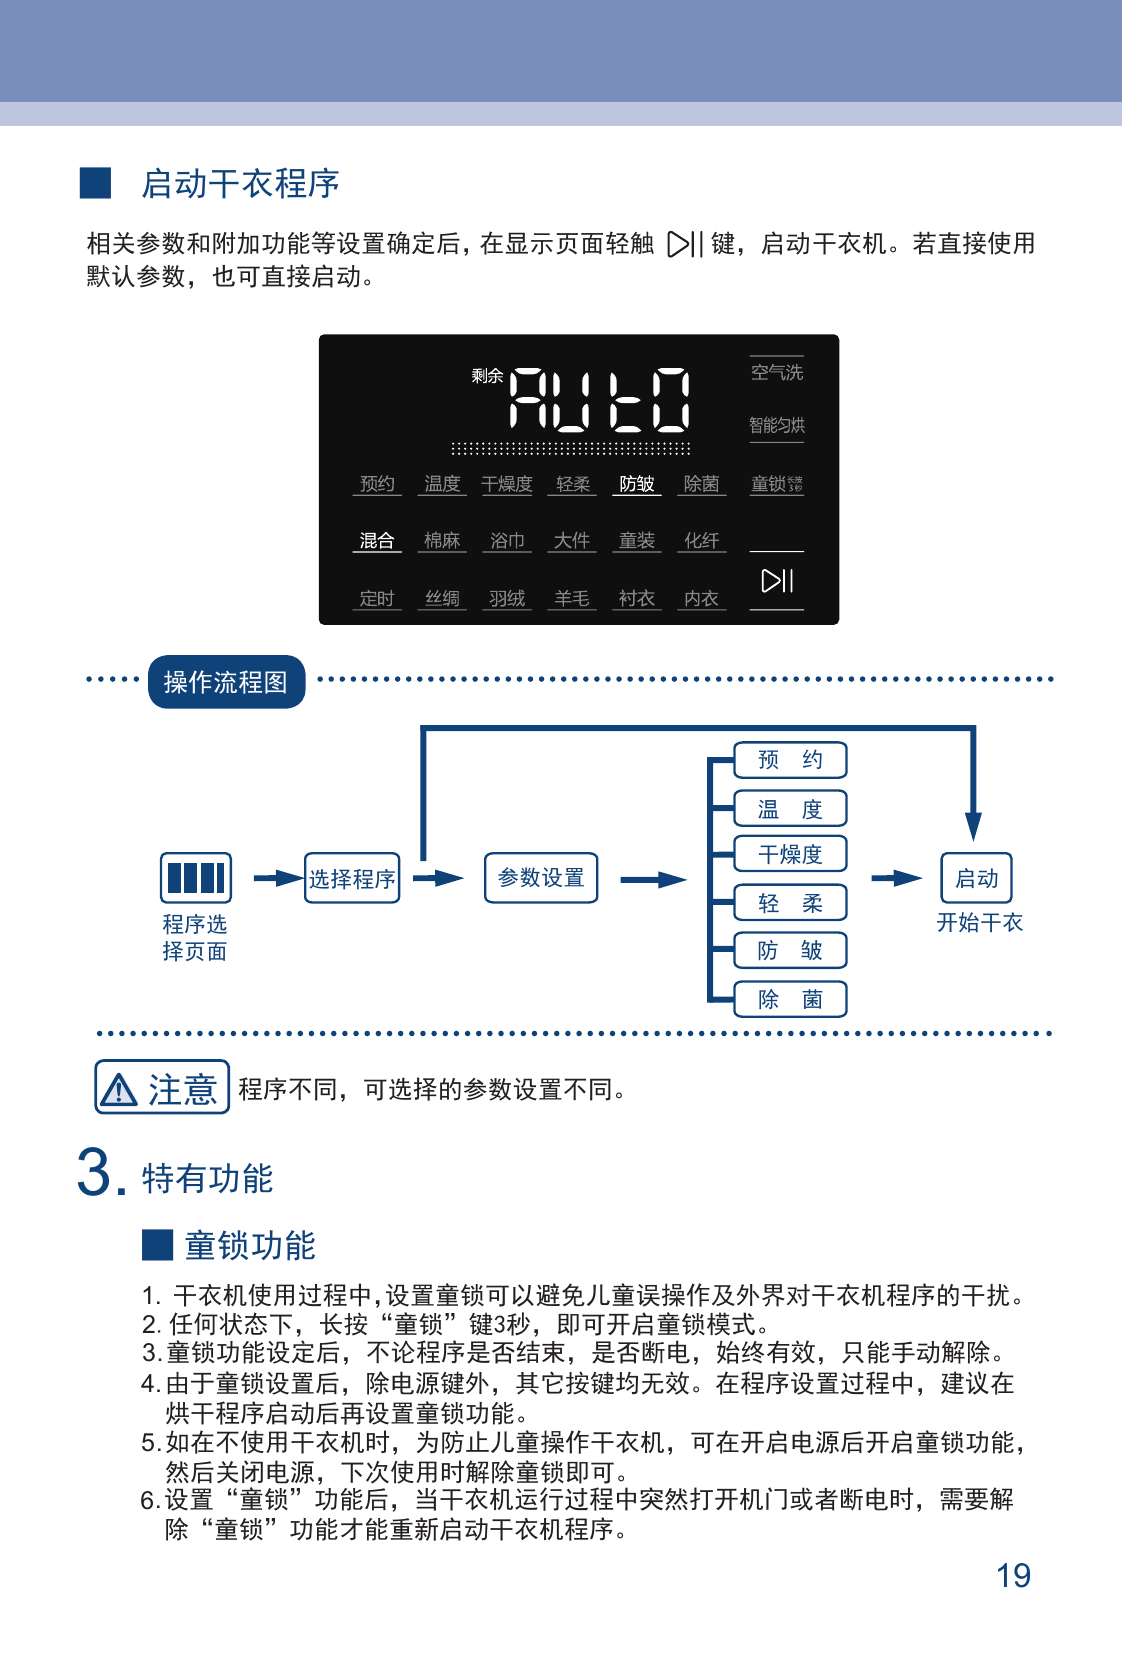 启动干衣程序
相关参数和附加功能等设置确定后,在显示页面轻触 键，启动干衣机。若直接使用
默认参数，也可直接启动。
剩余 AUtO
空气洗
智能匀烘
预约 温度 干燥度 轻柔 防皱 除菌 童锁 长按3秒
混合 棉麻 浴巾 大件 童装 化纤
定时 丝绸 羽绒 羊毛 衬衣 内衣
操作流程图
预 约
温 度
干燥度
轻 柔
防 皱
除 菌
选择程序
参数设置
启动
程序选
择页面
开始干衣
注意 程序不同，可选择的参数设置不同。
3. 特有功能
童锁功能
1. 干衣机使用过程中,设置童锁可以避免儿童误操作及外界对干衣机程序的干扰。
2. 任何状态下，长按“童锁”键3秒，即可开启童锁模式。
3.童锁功能设定后，不论程序是否结束，是否断电，始终有效，只能手动解除。
4.由于童锁设置后，除电源键外，其它按键均无效。在程序设置过程中，建议在
烘干程序启动后再设置童锁功能。
5.如在不使用干衣机时，为防止儿童操作干衣机，可在开启电源后开启童锁功能，
然后关闭电源，下次使用时解除童锁即可。
6.设置“童锁”功能后，当干衣机运行过程中突然打开机门或者断电时，需要解
除“童锁”功能才能重新启动干衣机程序。
19